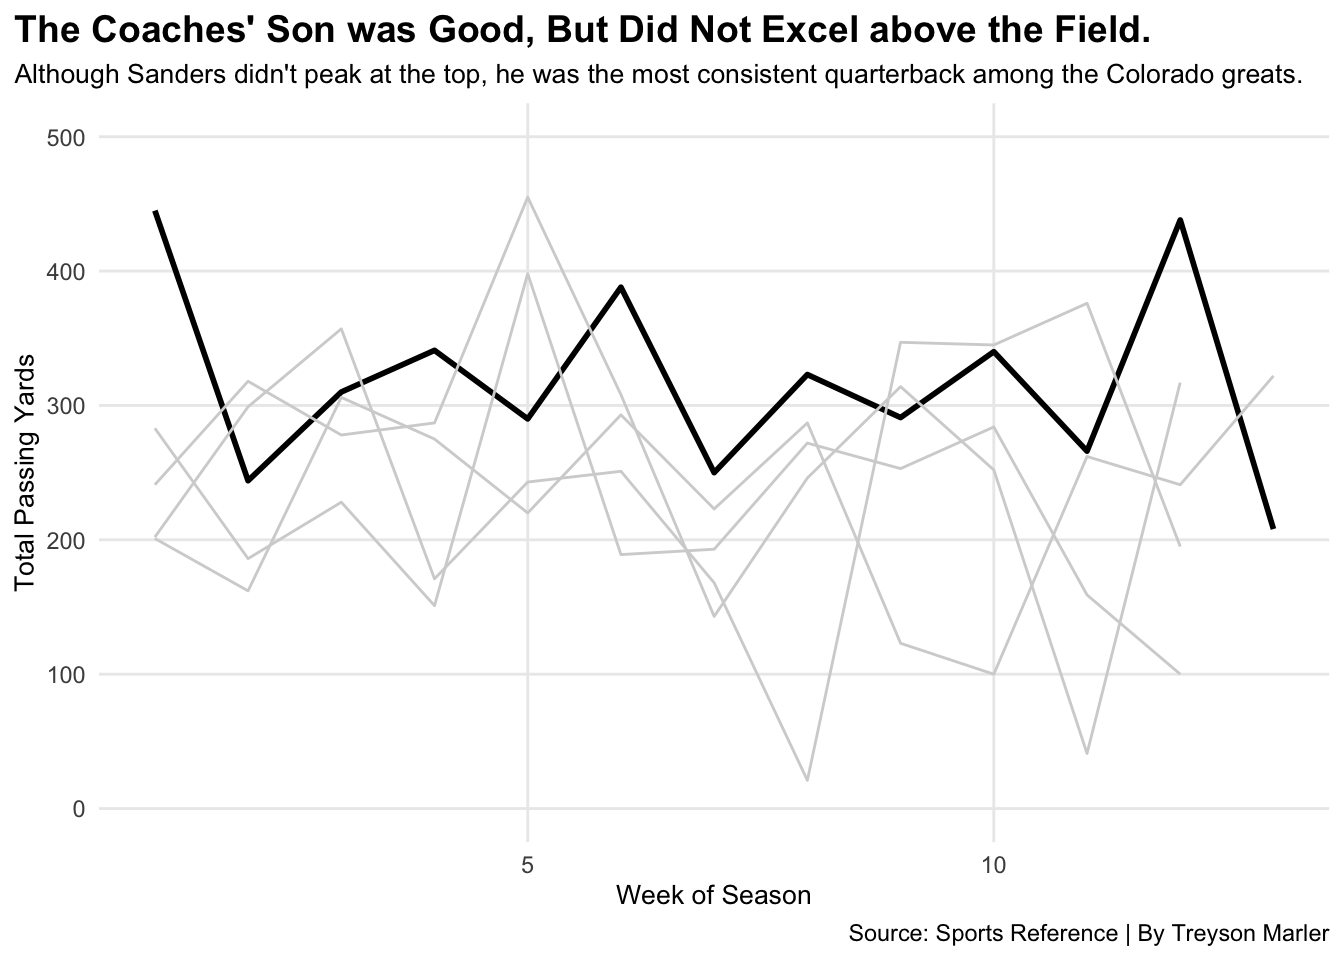 The Coaches' Son was Good, But Did Not Excel above the Field.
Although Sanders didn't peak at the top, he was the most consistent quarterback among the Colorado greats.
500
400
300
200
100
0
Total Passing Yards
5
10
Week of Season
Source: Sports Reference | By Treyson Marler